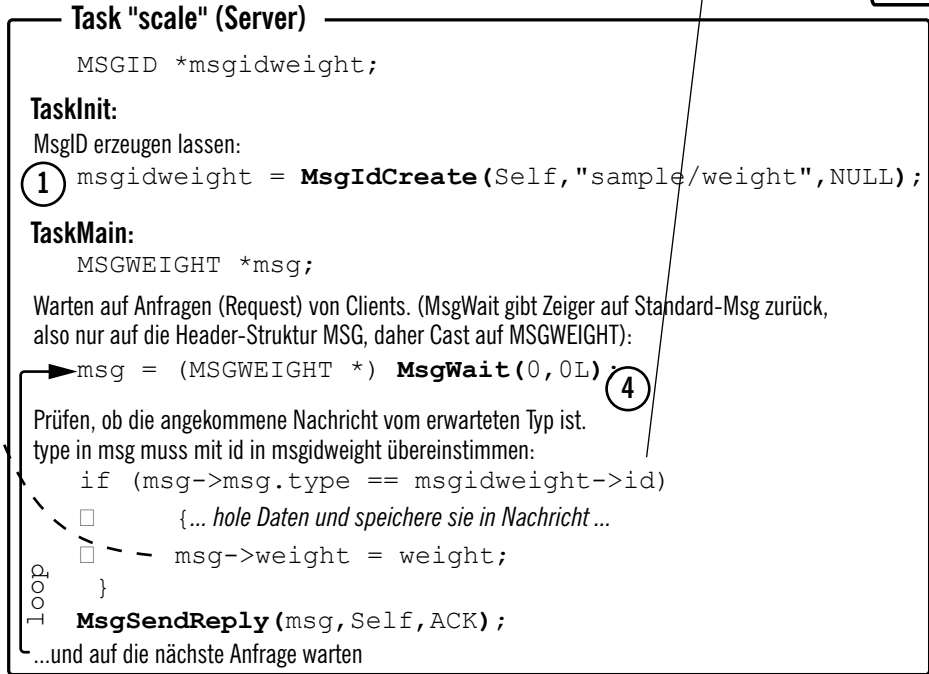 Task "scale" (Server)
MSGID *msgidweight;
TaskInit:
MsgID erzeugen lassen:
1 msgidweight = MsgIdCreate(Self,"sample/weight",NULL);
TaskMain:
MSGWEIGHT *msg;
Warten auf Anfragen (Request) von Clients. (MsgWait gibt Zeiger auf Standard-Msg zurück,
also nur auf die Header-Struktur MSG, daher Cast auf MSGWEIGHT):
msg = (MSGWEIGHT *) MsgWait(0,0L);
4
Prüfen, ob die angekommene Nachricht vom erwarteten Typ ist.
type in msg muss mit id in msgidweight übereinstimmen:
if (msg->msg.type == msgidweight->id)
{... hole Daten und speichere sie in Nachricht ...
msg->weight = weight;
}
loop
MsgSendReply(msg,Self,ACK);
...und auf die nächste Anfrage warten